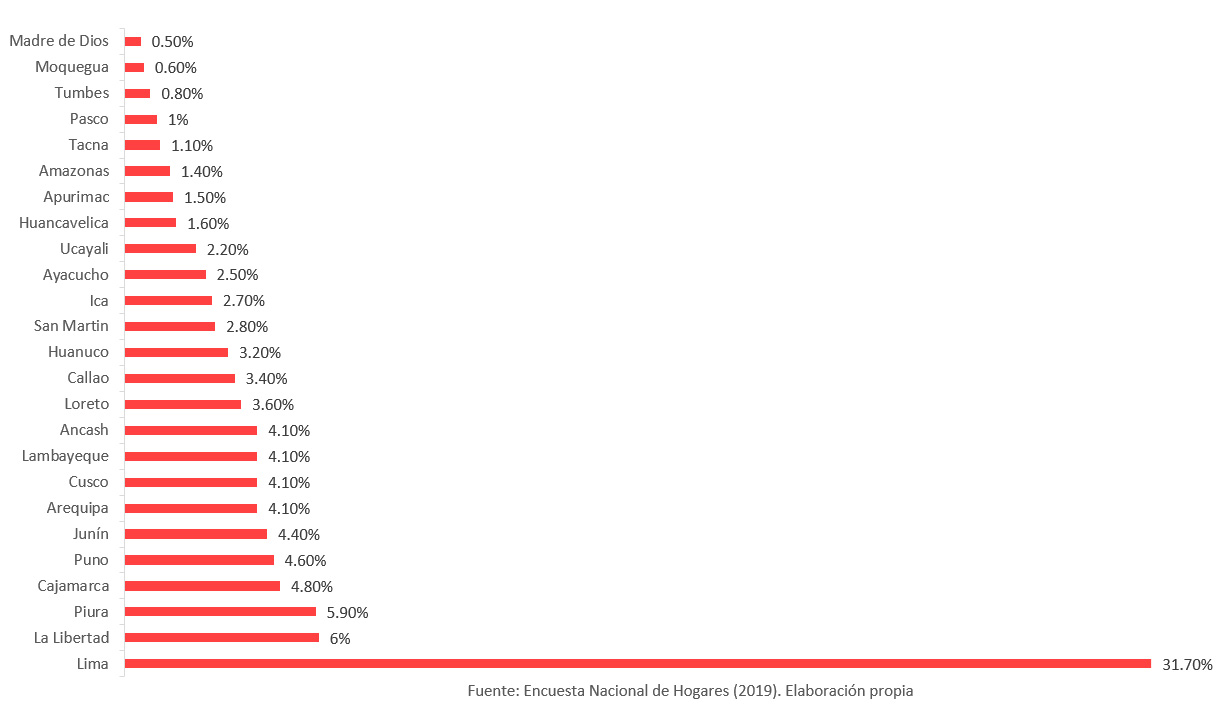 Madre de Dios 0.50%
Moquegua 0.60%
Tumbes 0.80%
Pasco 1%
Tacna 1.10%
Amazonas 1.40%
Apurimac 1.50%
Huancavelica 1.60%
Ucayali 2.20%
Ayacucho 2.50%
Ica 2.70%
San Martin 2.80%
Huanuco 3.20%
Callao 3.40%
Loreto 3.60%
Ancash 4.10%
Lambayeque 4.10%
Cusco 4.10%
Arequipa 4.10%
Junín 4.40%
Puno 4.60%
Cajamarca 4.80%
Piura 5.90%
La Libertad 6%
Lima 31.70%
Fuente: Encuesta Nacional de Hogares (2019). Elaboración propia